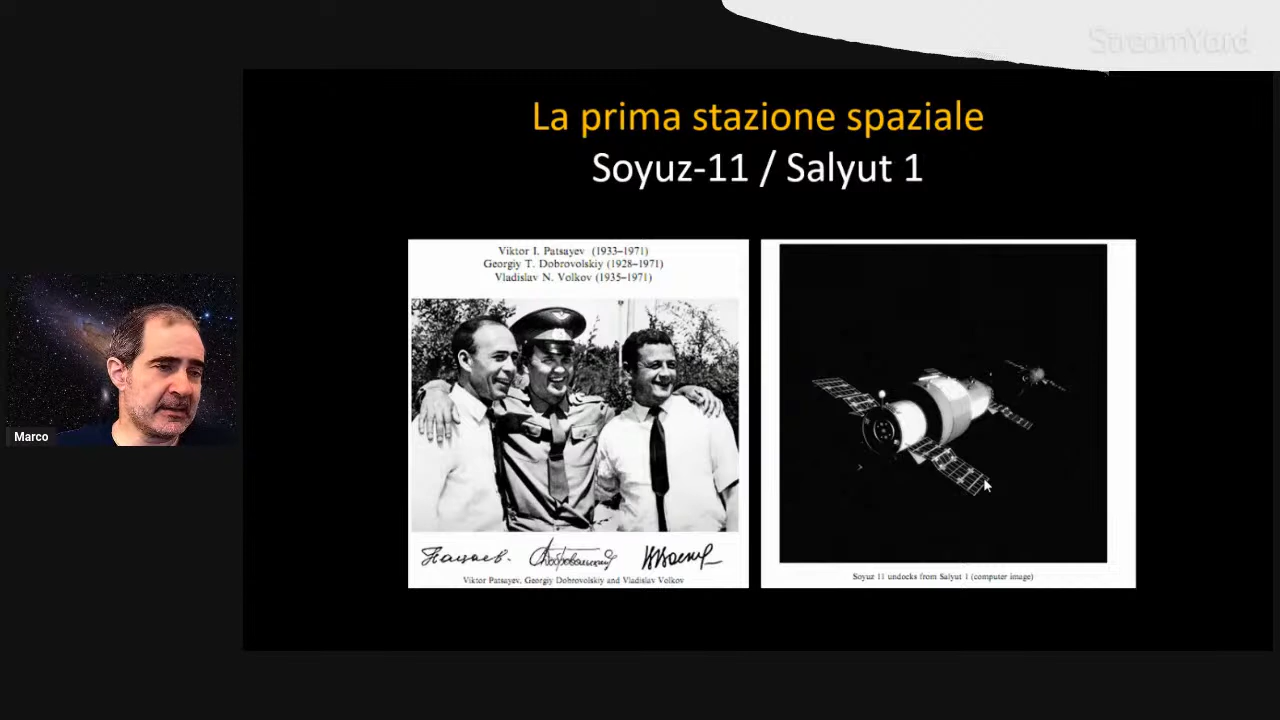 StreamYard
La prima stazione spaziale
Soyuz-11 / Salyut 1
Viktor I. Patsayev (1933–1971)
Georgiy T. Dobrovolskiy (1928–1971)
Vladislav N. Volkov (1935–1971)
Viktor Patsayev, Georgiy Dobrovolskiy and Vladislav Volkov
Soyuz 11 undocks from Salyut 1 (computer image)
Marco